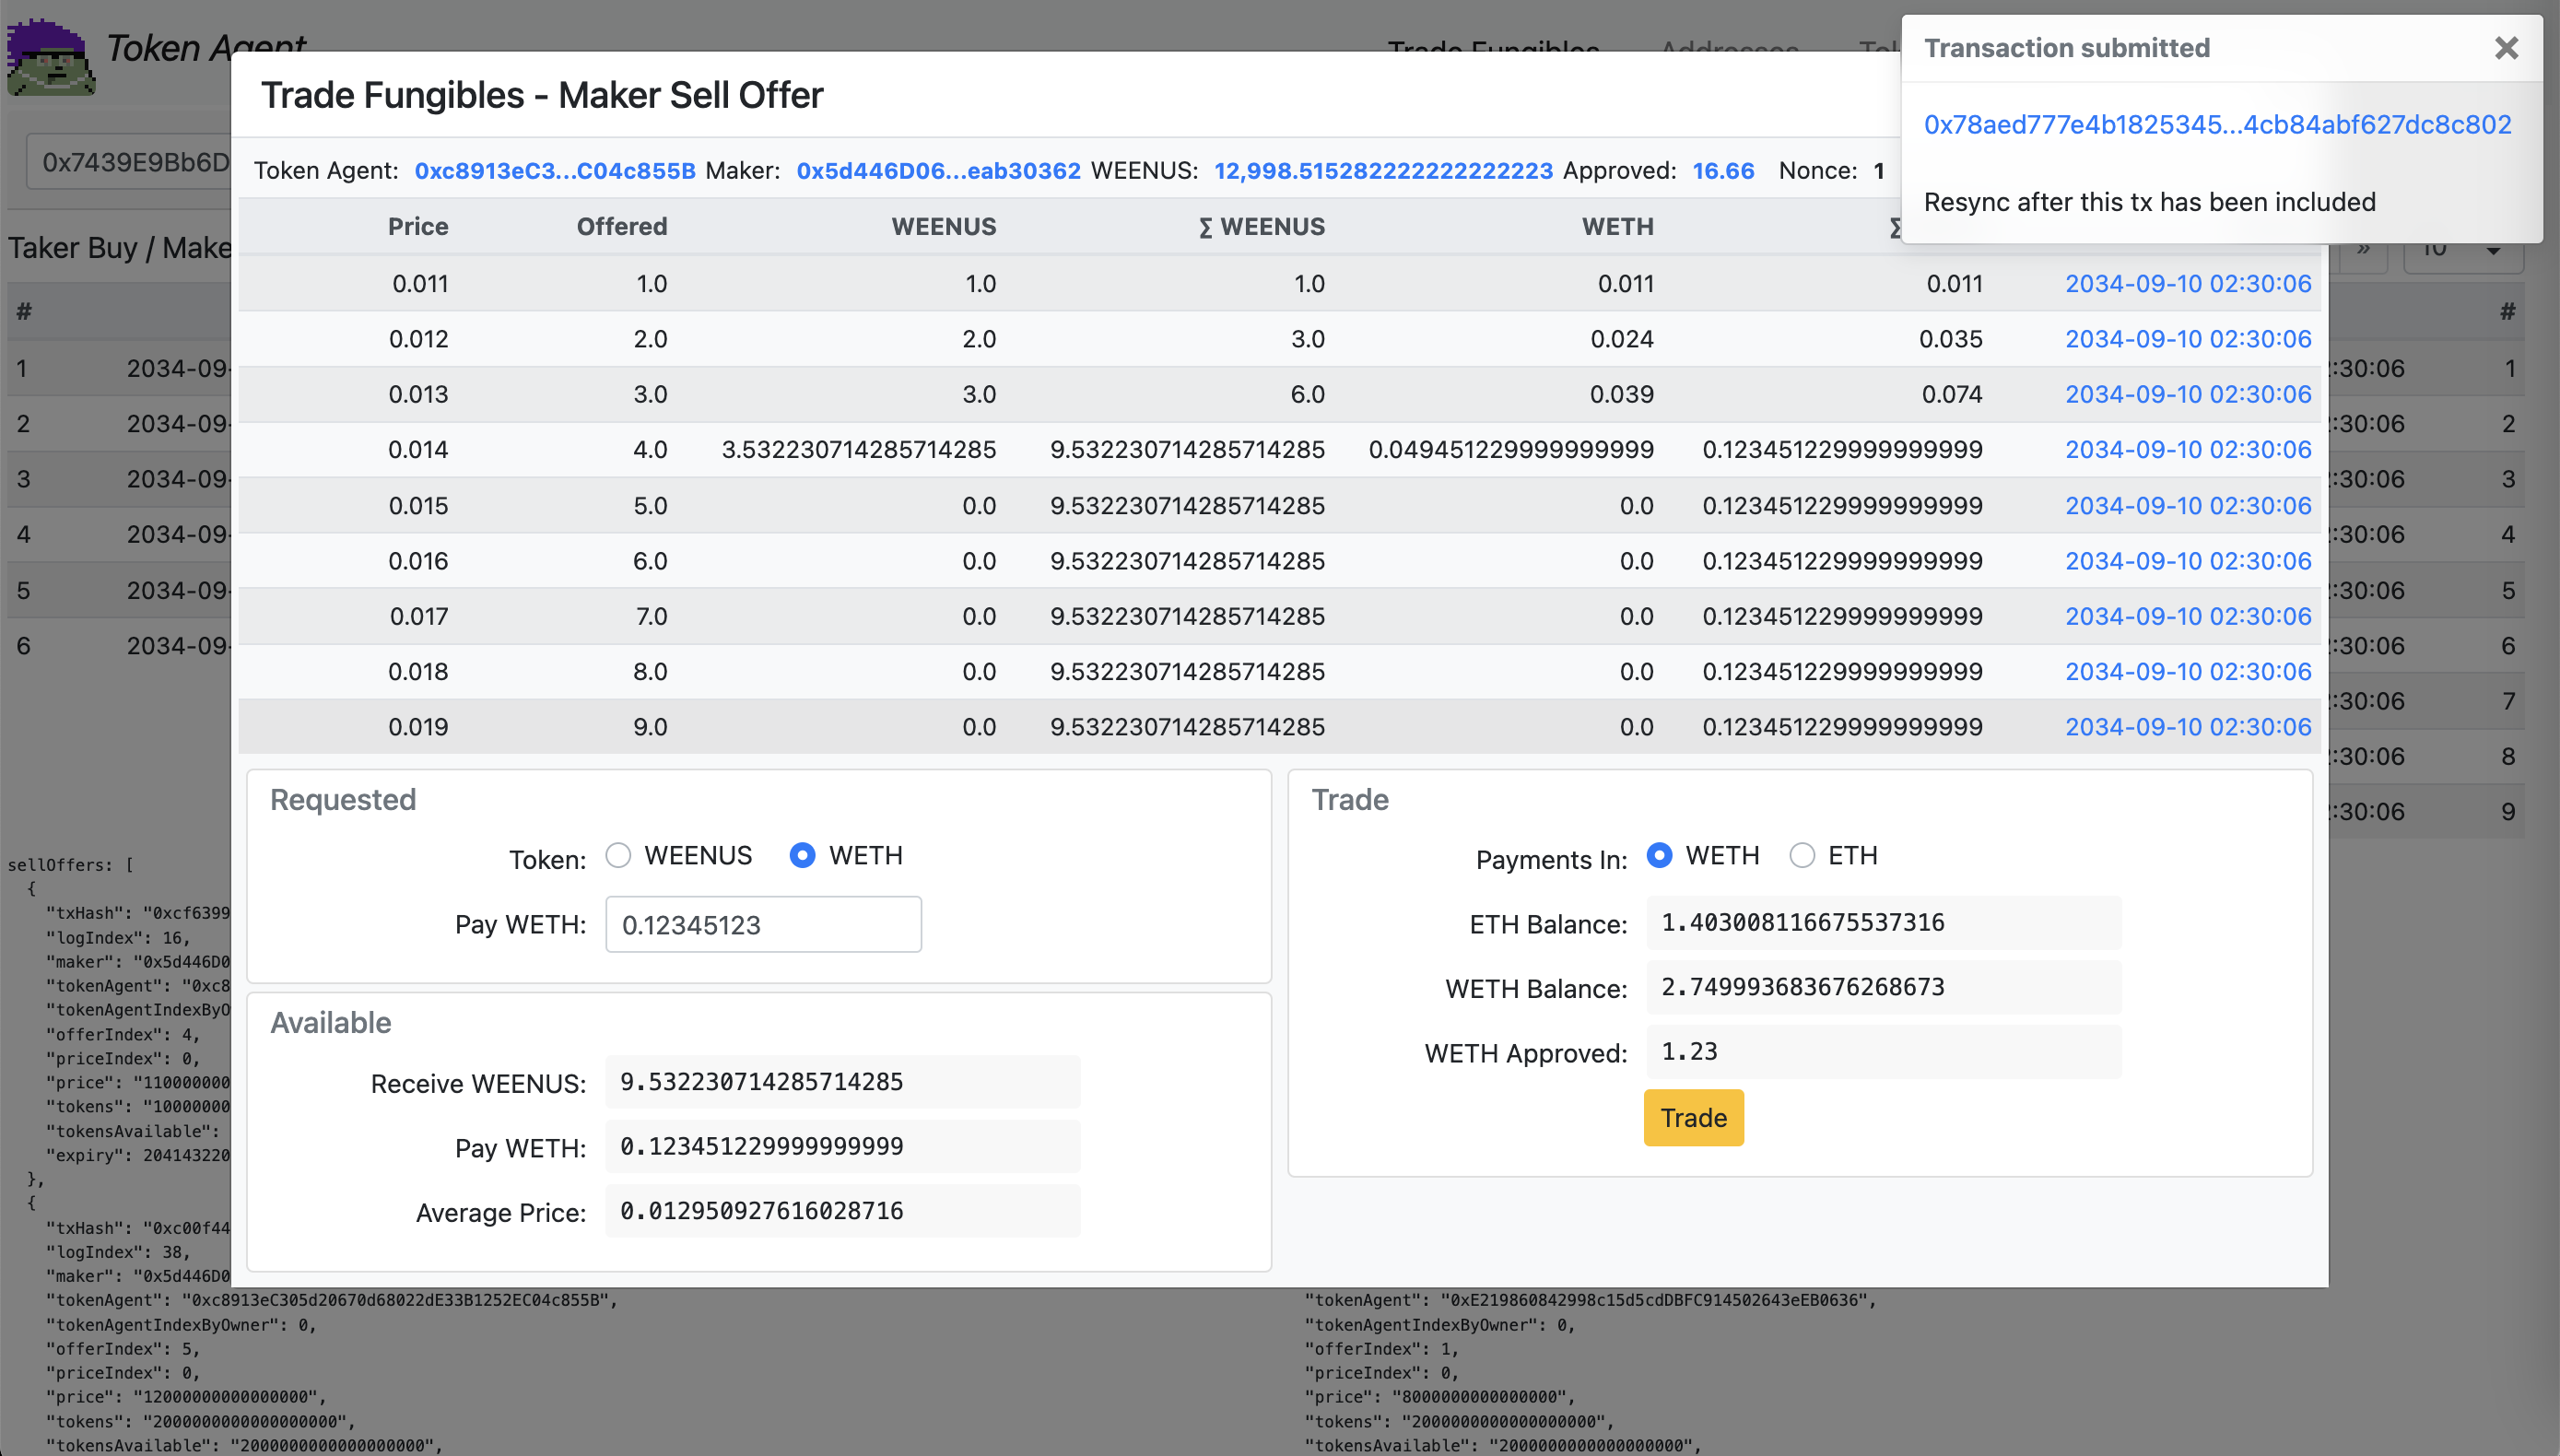 Token Agent
Trade Fungibles Addresses
Transaction submitted ×
0x78aed777e4b1825345...4cb84abf627dc8c802
Resync after this tx has been included
Trade Fungibles - Maker Sell Offer
0x7439E9Bb6D
Token Agent: 0xc8913eC3...C04c855B Maker: 0x5d446D06...eab30362 WEENUS: 12,998.515282222222222223 Approved: 16.66 Nonce: 1
Taker Buy / Make
» 10
Price Offered WEENUS ∑ WEENUS WETH ∑
0.011 1.0 1.0 1.0 0.011 0.011 2034-09-10 02:30:06
0.012 2.0 2.0 3.0 0.024 0.035 2034-09-10 02:30:06
0.013 3.0 3.0 6.0 0.039 0.074 2034-09-10 02:30:06
0.014 4.0 3.532230714285714285 9.532230714285714285 0.049451229999999999 0.123451229999999999 2034-09-10 02:30:06
0.015 5.0 0.0 9.532230714285714285 0.0 0.123451229999999999 2034-09-10 02:30:06
0.016 6.0 0.0 9.532230714285714285 0.0 0.123451229999999999 2034-09-10 02:30:06
0.017 7.0 0.0 9.532230714285714285 0.0 0.123451229999999999 2034-09-10 02:30:06
0.018 8.0 0.0 9.532230714285714285 0.0 0.123451229999999999 2034-09-10 02:30:06
0.019 9.0 0.0 9.532230714285714285 0.0 0.123451229999999999 2034-09-10 02:30:06
# #
1 2034-09- :30:06 1
2 2034-09- :30:06 2
3 2034-09- :30:06 3
4 2034-09- :30:06 4
5 2034-09- :30:06 5
6 2034-09- :30:06 6
:30:06 7
:30:06 8
:30:06 9
Requested
Token: WEENUS WETH
Pay WETH: 0.12345123
Available
Receive WEENUS: 9.532230714285714285
Pay WETH: 0.123451229999999999
Average Price: 0.012950927616028716
Trade
Payments In: WETH ETH
ETH Balance: 1.403008116675537316
WETH Balance: 2.749993683676268673
WETH Approved: 1.23
Trade
sellOffers: [
{
"txHash": "0xcf6399
"logIndex": 16,
"maker": "0x5d446D0
"tokenAgent": "0xc8
"tokenAgentIndexByO
"offerIndex": 4,
"priceIndex": 0,
"price": "110000000
"tokens": "10000000
"tokensAvailable":
"expiry": 204143220
},
{
"txHash": "0xc00f44
"logIndex": 38,
"maker": "0x5d446D0
"tokenAgent": "0xc8913eC305d20670d68022dE33B1252EC04c855B",
"tokenAgentIndexByOwner": 0,
"offerIndex": 5,
"priceIndex": 0,
"price": "12000000000000000",
"tokens": "2000000000000000000",
"tokensAvailable": "2000000000000000000",
"tokenAgent": "0xE219860842998c15d5cdDBFC914502643eEB0636",
"tokenAgentIndexByOwner": 0,
"offerIndex": 1,
"priceIndex": 0,
"price": "8000000000000000",
"tokens": "2000000000000000000",
"tokensAvailable": "2000000000000000000",